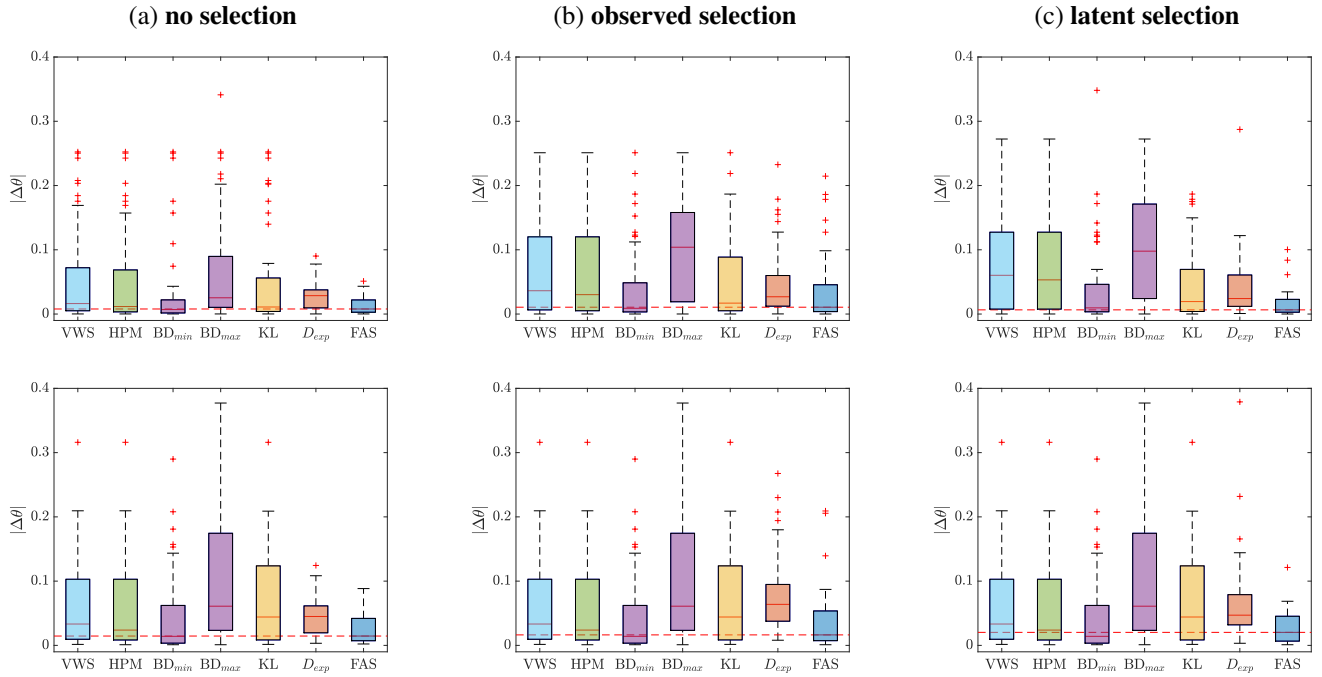 (a) no selection
(b) observed selection
(c) latent selection
0.4
0.3
0.2
0.1
0
|Δθ|
VWS HPM BD_min BD_max KL D_exp FAS
0.4
0.3
0.2
0.1
0
|Δθ|
VWS HPM BD_min BD_max KL D_exp FAS
0.4
0.3
0.2
0.1
0
|Δθ|
VWS HPM BD_min BD_max KL D_exp FAS
0.4
0.3
0.2
0.1
0
|Δθ|
VWS HPM BD_min BD_max KL D_exp FAS
0.4
0.3
0.2
0.1
0
|Δθ|
VWS HPM BD_min BD_max KL D_exp FAS
0.4
0.3
0.2
0.1
0
|Δθ|
VWS HPM BD_min BD_max KL D_exp FAS